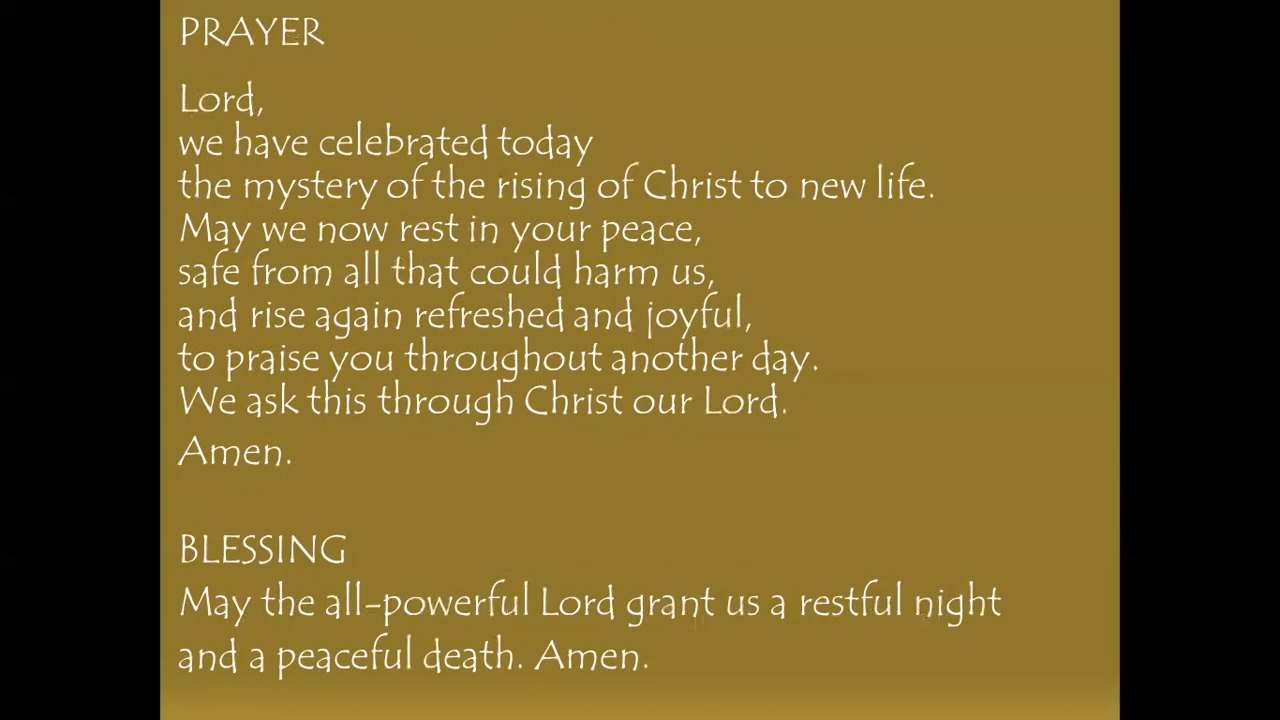 PRAYER
Lord,
we have celebrated today
the mystery of the rising of Christ to new life.
May we now rest in your peace,
safe from all that could harm us,
and rise again refreshed and joyful,
to praise you throughout another day.
We ask this through Christ our Lord.
Amen.
BLESSING
May the all-powerful Lord grant us a restful night
and a peaceful death. Amen.